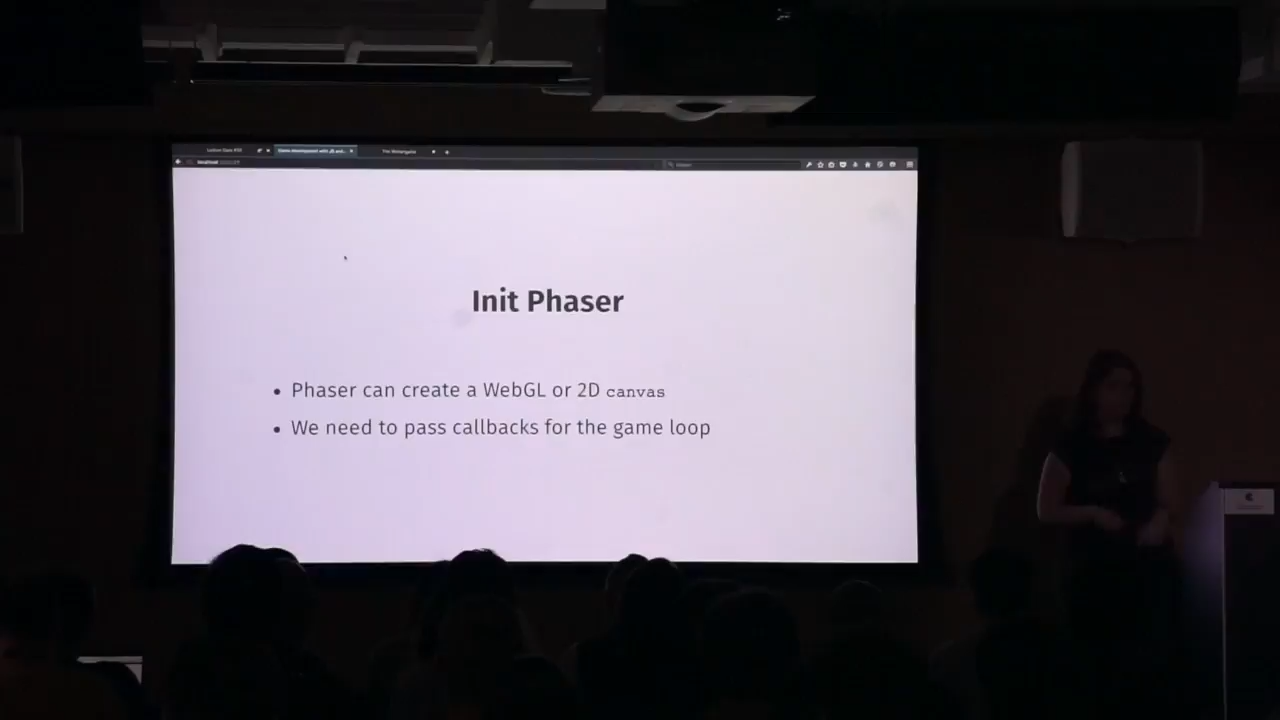 Init Phaser
• Phaser can create a WebGL or 2D canvas
• We need to pass callbacks for the game loop